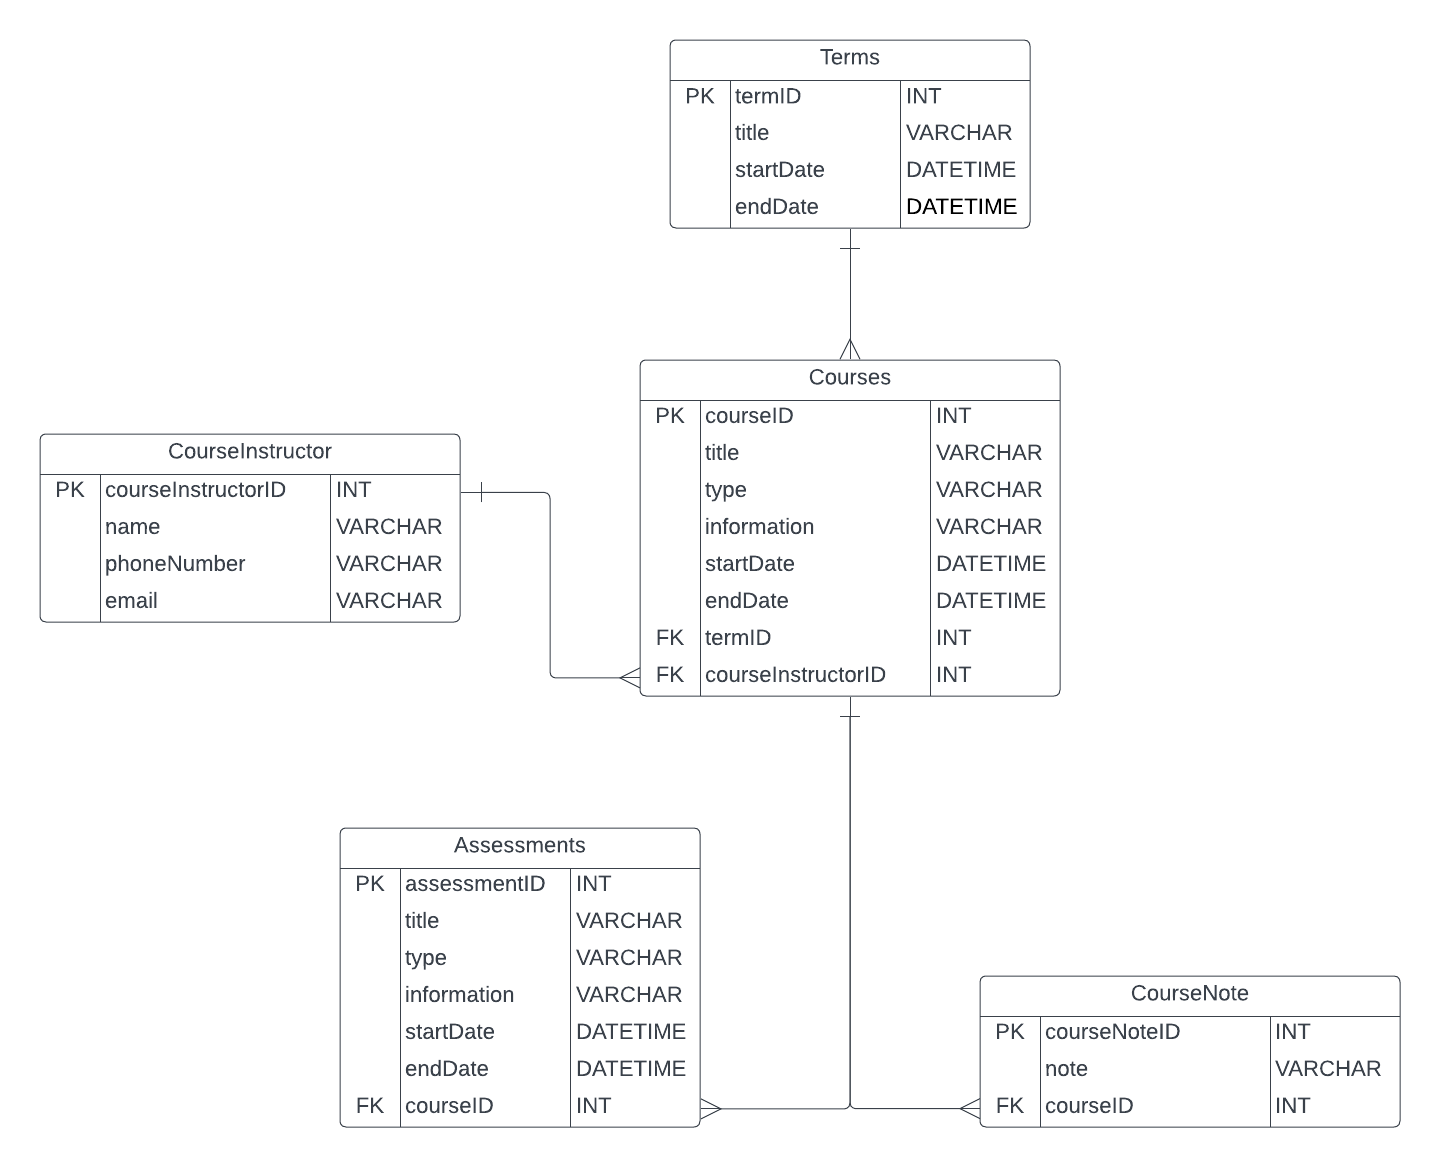 Terms
PK termID INT
title VARCHAR
startDate DATETIME
endDate DATETIME
Courses
PK courseID INT
title VARCHAR
type VARCHAR
information VARCHAR
startDate DATETIME
endDate DATETIME
FK termID INT
FK courseInstructorID INT
CourseInstructor
PK courseInstructorID INT
name VARCHAR
phoneNumber VARCHAR
email VARCHAR
Assessments
PK assessmentID INT
title VARCHAR
type VARCHAR
information VARCHAR
startDate DATETIME
endDate DATETIME
FK courseID INT
CourseNote
PK courseNoteID INT
note VARCHAR
FK courseID INT